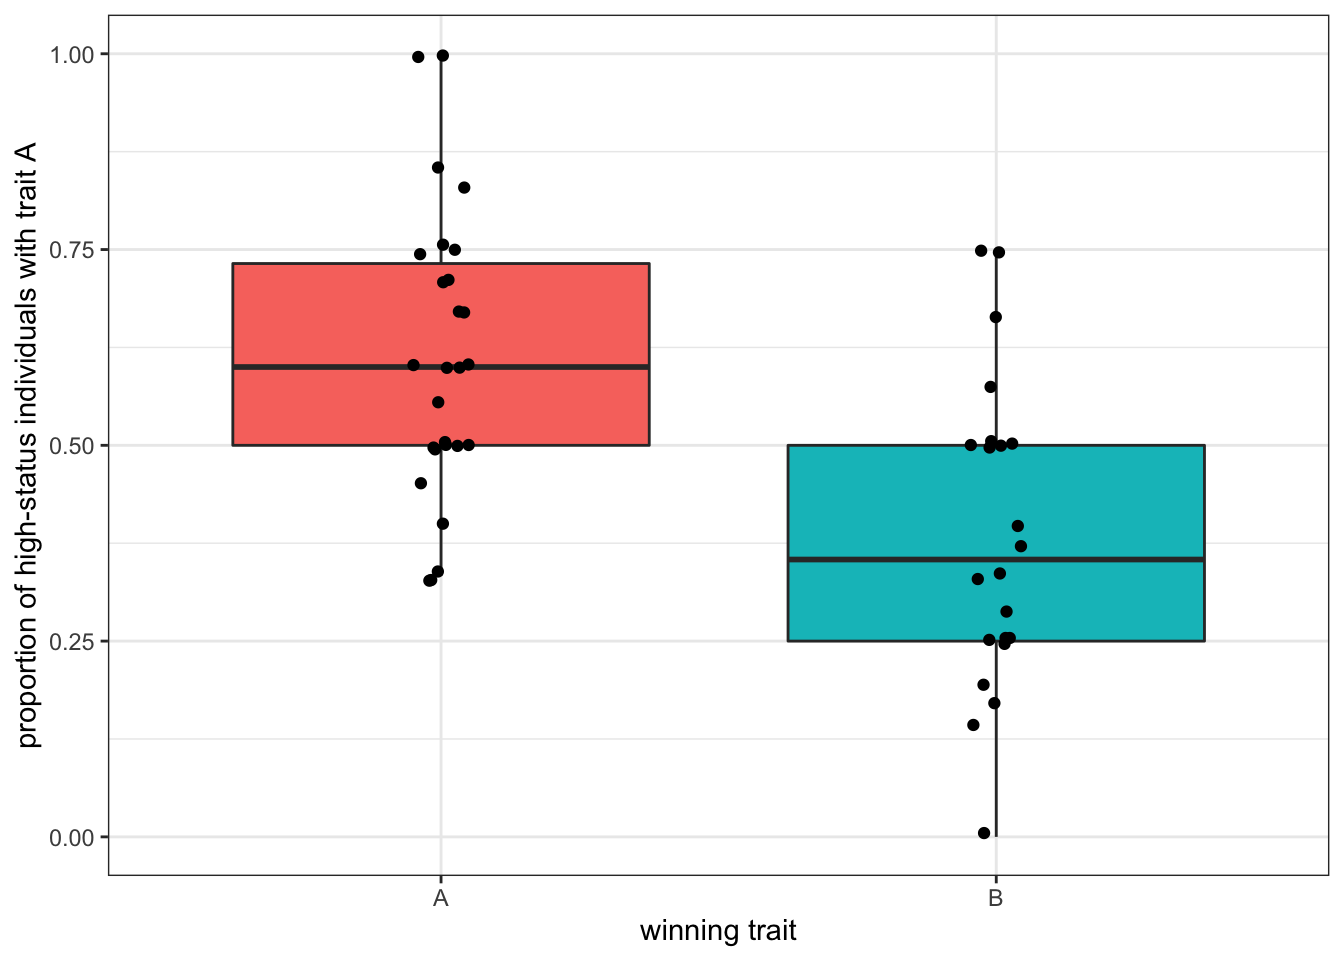 proportion of high-status individuals with trait A
1.00
0.75
0.50
0.25
0.00
A
B
winning trait